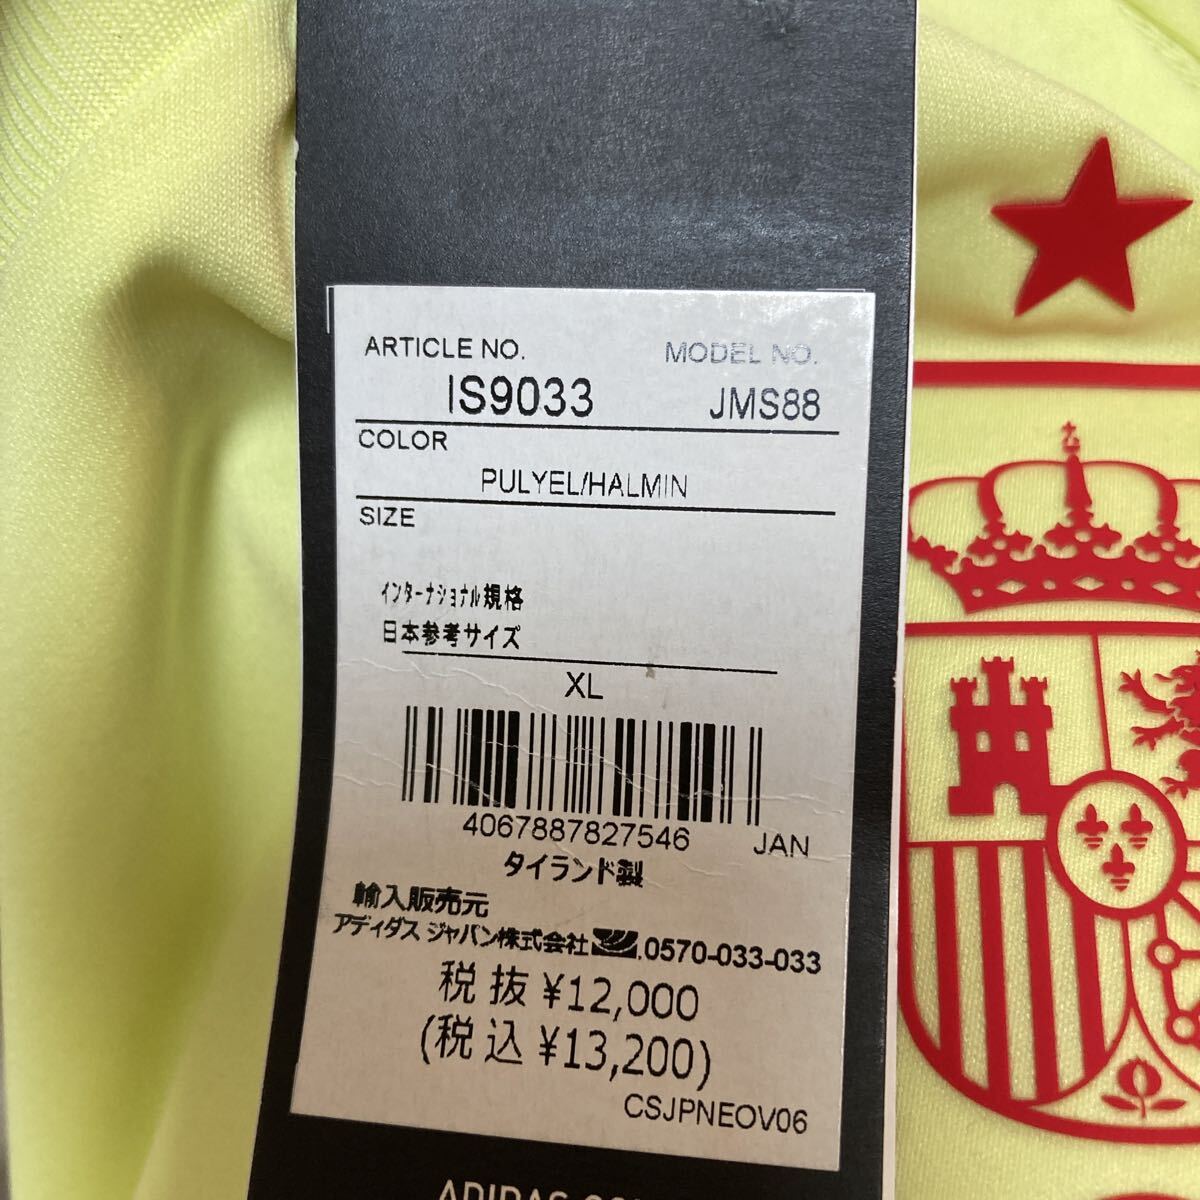 ARTICLE NO. MODEL NO.
IS9033 JMS88
COLOR
PULYEL/HALMIN
SIZE
インターナショナル規格
日本参考サイズ
XL
4067887827546 JAN
タイランド製
輸入販売元
アディダス ジャパン株式会社 0570-033-033
税抜 ¥12,000
(税込 ¥13,200)
CSJPNEOV06
ADIDAS